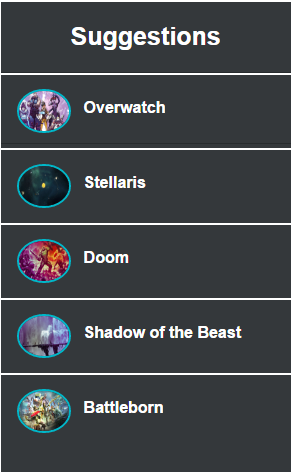 Suggestions
Overwatch
Stellaris
Doom
Shadow of the Beast
Battleborn